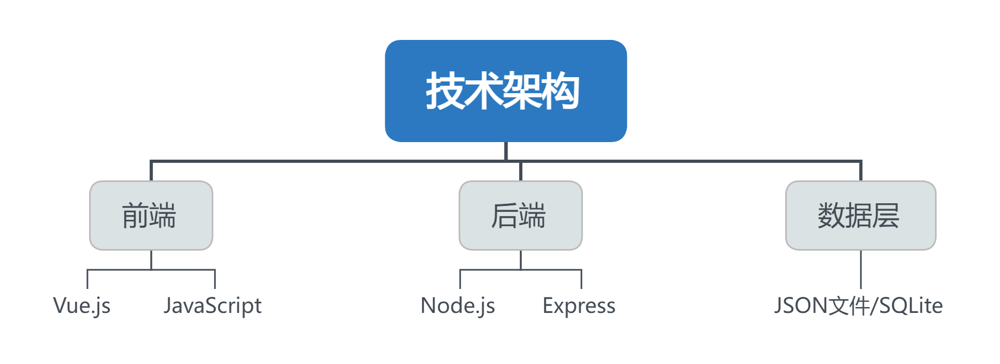 技术架构
前端
后端
数据层
Vue.js
JavaScript
Node.js
Express
JSON文件/SQLite